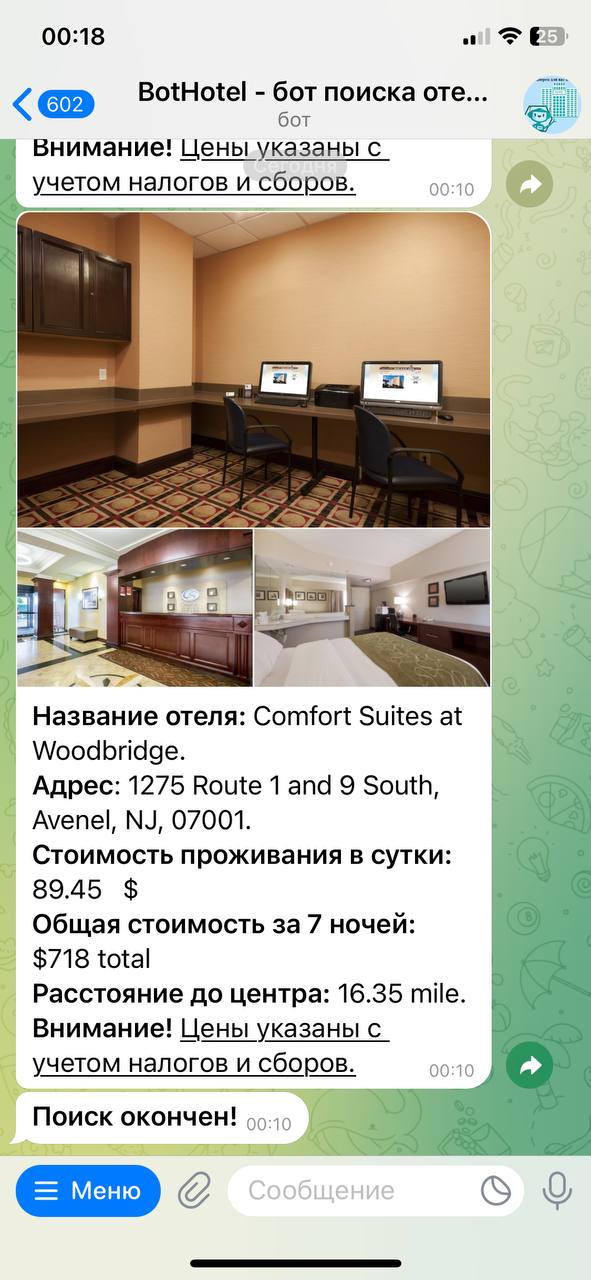 00:18
25
602
BotHotel - бот поиска оте...
бот
Внимание! Цены указаны с
Сегодня
учетом налогов и сборов.
00:10
Название отеля: Comfort Suites at
Woodbridge.
Адрес: 1275 Route 1 and 9 South,
Avenel, NJ, 07001.
Стоимость проживания в сутки:
89.45 $
Общая стоимость за 7 ночей:
$718 total
Расстояние до центра: 16.35 mile.
Внимание! Цены указаны с
учетом налогов и сборов.
00:10
Поиск окончен! 00:10
Меню
Сообщение